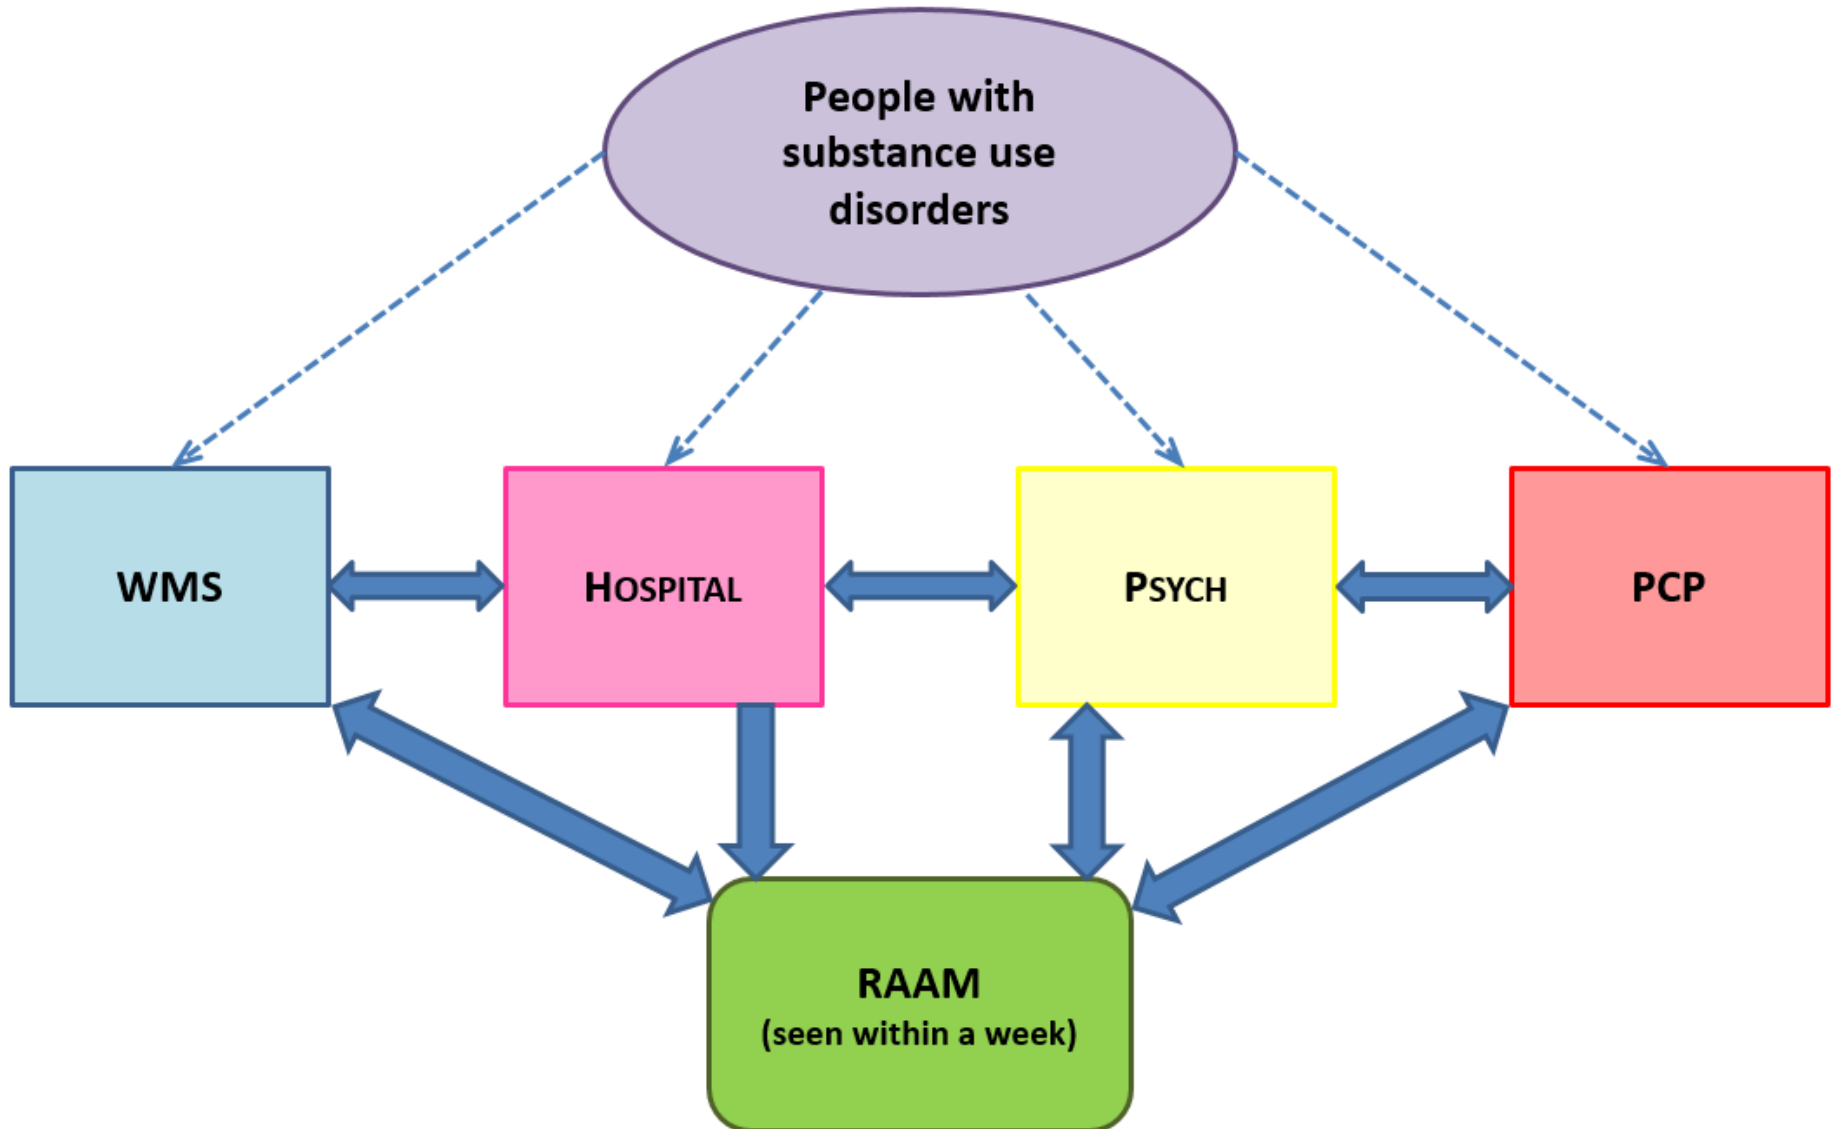 People with
substance use
disorders
WMS
HOSPITAL
PSYCH
PCP
RAAM
(seen within a week)